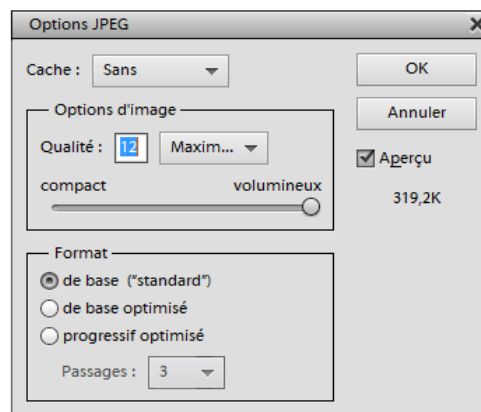 Options JPEG
Cache : Sans
OK
Options d'image
Annuler
Qualité : 12 Maxim...
Aperçu
compact volumineux
319,2K
Format
de base ("standard")
de base optimisé
progressif optimisé
Passages : 3